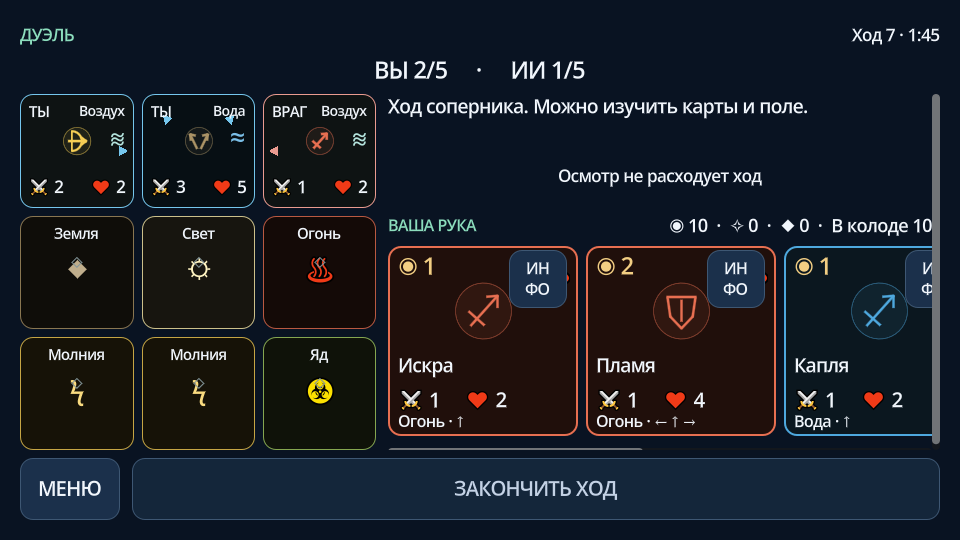 ДУЭЛЬ
Ход 7 · 1:45
ВЫ 2/5 · ИИ 1/5
ТЫ Воздух
2 2
ТЫ Вода
3 5
ВРАГ Воздух
1 2
Земля
Свет
Огонь
Молния
Молния
Яд
Ход соперника. Можно изучить карты и поле.
Осмотр не расходует ход
ВАША РУКА
◉ 10 · ✧ 0 · ◆ 0 · В колоде 10
◉ 1
ИН
ФО
Искра
1 2
Огонь · ↑
◉ 2
ИН
ФО
Пламя
1 4
Огонь · ← ↑ →
◉ 1
Капля
1 2
Вода · ↑
МЕНЮ
ЗАКОНЧИТЬ ХОД